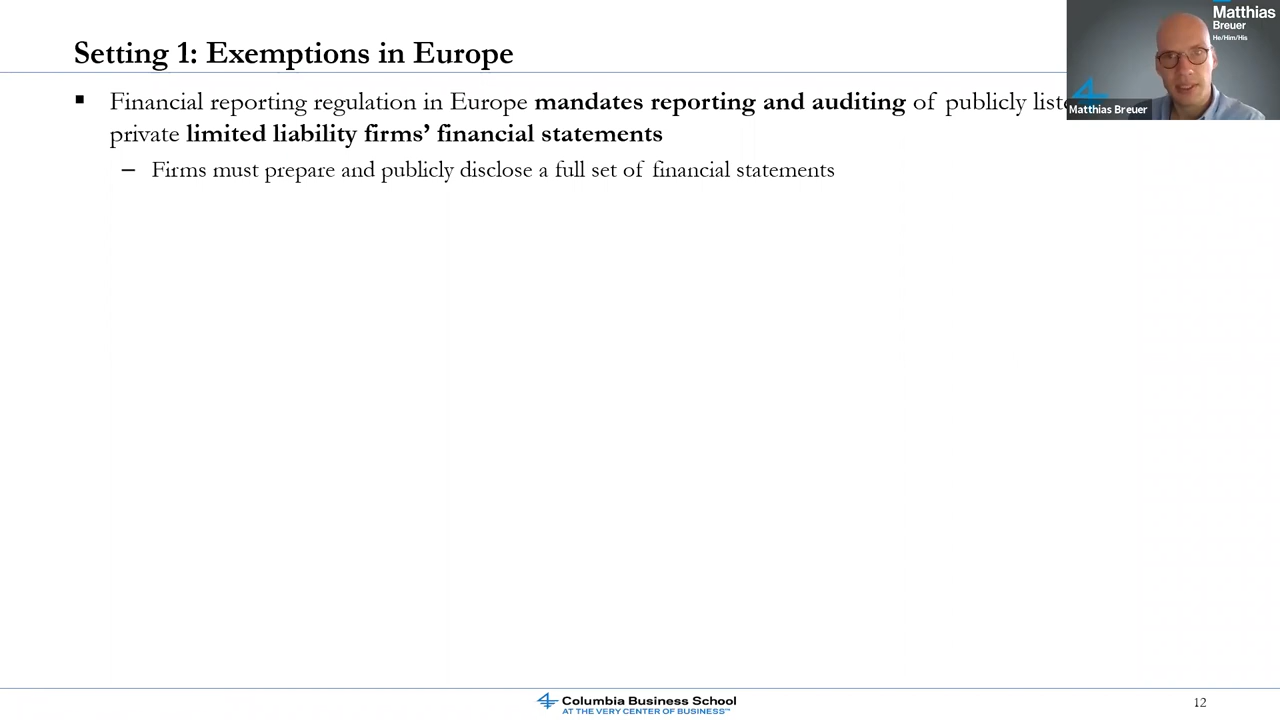 Setting 1: Exemptions in Europe
Matthias
Breuer
He/Him/His
Matthias Breuer
▪ Financial reporting regulation in Europe mandates reporting and auditing of publicly
private limited liability firms’ financial statements
– Firms must prepare and publicly disclose a full set of financial statements
Columbia Business School
AT THE VERY CENTER OF BUSINESS™
12